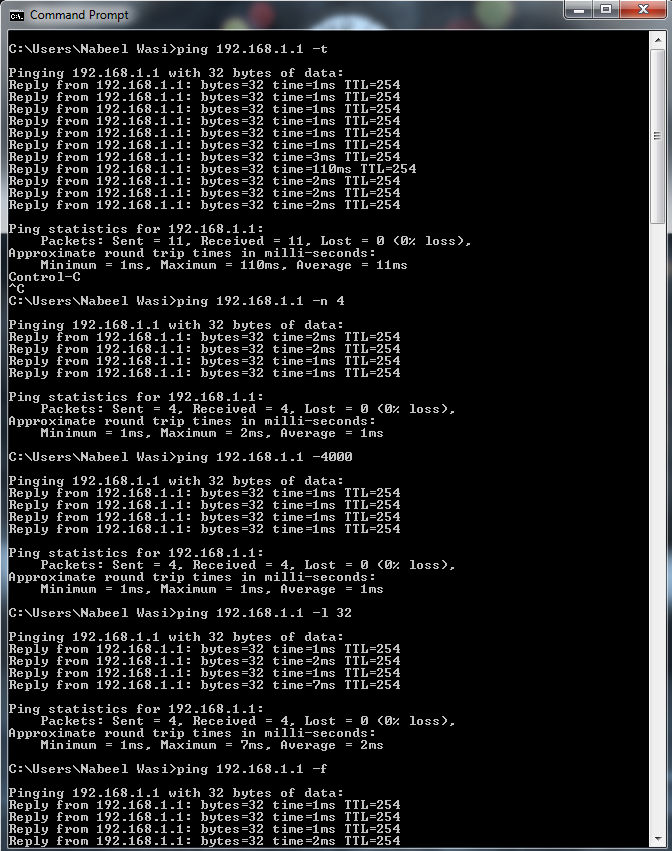 Command Prompt
C:\Users\Nabeel Wasi>ping 192.168.1.1 -t
Pinging 192.168.1.1 with 32 bytes of data:
Reply from 192.168.1.1: bytes=32 time=1ms TTL=254
Reply from 192.168.1.1: bytes=32 time=1ms TTL=254
Reply from 192.168.1.1: bytes=32 time=1ms TTL=254
Reply from 192.168.1.1: bytes=32 time=1ms TTL=254
Reply from 192.168.1.1: bytes=32 time=1ms TTL=254
Reply from 192.168.1.1: bytes=32 time=1ms TTL=254
Reply from 192.168.1.1: bytes=32 time=3ms TTL=254
Reply from 192.168.1.1: bytes=32 time=110ms TTL=254
Reply from 192.168.1.1: bytes=32 time=2ms TTL=254
Reply from 192.168.1.1: bytes=32 time=2ms TTL=254
Reply from 192.168.1.1: bytes=32 time=2ms TTL=254
Ping statistics for 192.168.1.1:
Packets: Sent = 11, Received = 11, Lost = 0 (0% loss),
Approximate round trip times in milli-seconds:
Minimum = 1ms, Maximum = 110ms, Average = 11ms
Control-C
^C
C:\Users\Nabeel Wasi>ping 192.168.1.1 -n 4
Pinging 192.168.1.1 with 32 bytes of data:
Reply from 192.168.1.1: bytes=32 time=2ms TTL=254
Reply from 192.168.1.1: bytes=32 time=2ms TTL=254
Reply from 192.168.1.1: bytes=32 time=1ms TTL=254
Reply from 192.168.1.1: bytes=32 time=1ms TTL=254
Ping statistics for 192.168.1.1:
Packets: Sent = 4, Received = 4, Lost = 0 (0% loss),
Approximate round trip times in milli-seconds:
Minimum = 1ms, Maximum = 2ms, Average = 1ms
C:\Users\Nabeel Wasi>ping 192.168.1.1 -4000
Pinging 192.168.1.1 with 32 bytes of data:
Reply from 192.168.1.1: bytes=32 time=1ms TTL=254
Reply from 192.168.1.1: bytes=32 time=1ms TTL=254
Reply from 192.168.1.1: bytes=32 time=1ms TTL=254
Reply from 192.168.1.1: bytes=32 time=1ms TTL=254
Ping statistics for 192.168.1.1:
Packets: Sent = 4, Received = 4, Lost = 0 (0% loss),
Approximate round trip times in milli-seconds:
Minimum = 1ms, Maximum = 1ms, Average = 1ms
C:\Users\Nabeel Wasi>ping 192.168.1.1 -l 32
Pinging 192.168.1.1 with 32 bytes of data:
Reply from 192.168.1.1: bytes=32 time=1ms TTL=254
Reply from 192.168.1.1: bytes=32 time=2ms TTL=254
Reply from 192.168.1.1: bytes=32 time=1ms TTL=254
Reply from 192.168.1.1: bytes=32 time=7ms TTL=254
Ping statistics for 192.168.1.1:
Packets: Sent = 4, Received = 4, Lost = 0 (0% loss),
Approximate round trip times in milli-seconds:
Minimum = 1ms, Maximum = 7ms, Average = 2ms
C:\Users\Nabeel Wasi>ping 192.168.1.1 -f
Pinging 192.168.1.1 with 32 bytes of data:
Reply from 192.168.1.1: bytes=32 time=1ms TTL=254
Reply from 192.168.1.1: bytes=32 time=1ms TTL=254
Reply from 192.168.1.1: bytes=32 time=1ms TTL=254
Reply from 192.168.1.1: bytes=32 time=2ms TTL=254